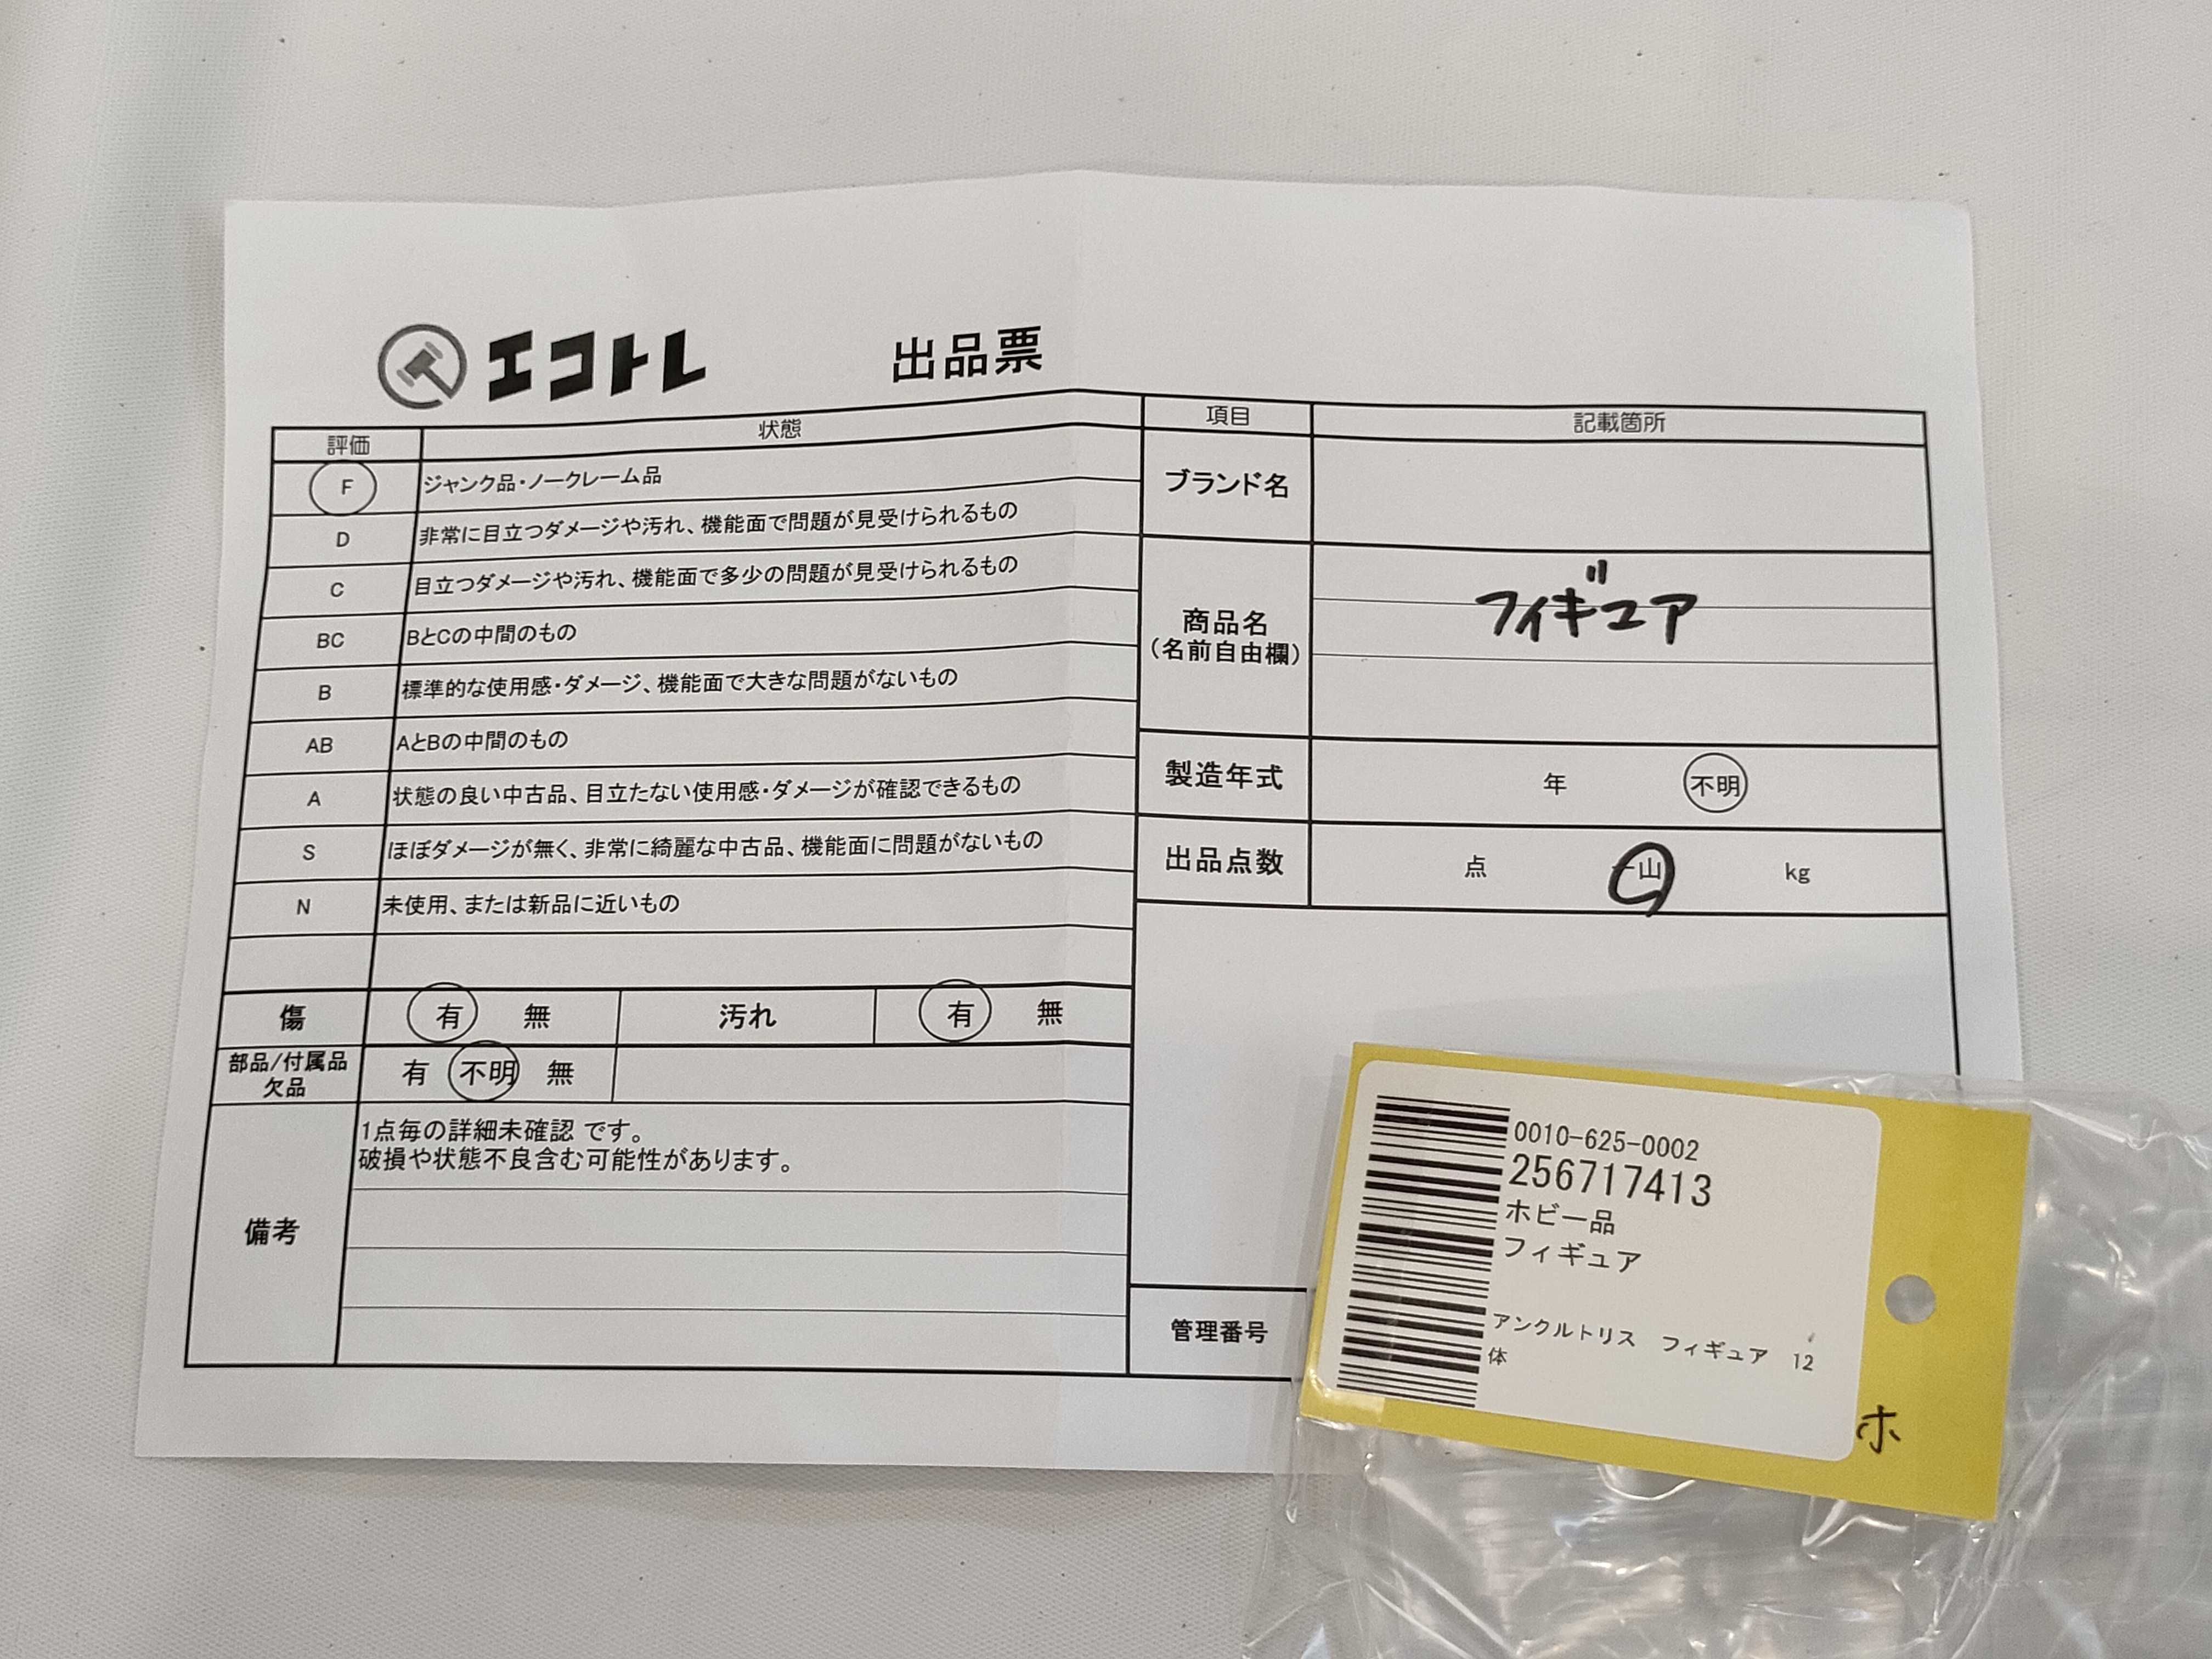 エコトレ 出品票
評価 状態
F ジャンク品・ノークレーム品
D 非常に目立つダメージや汚れ、機能面で問題が見受けられるもの
C 目立つダメージや汚れ、機能面で多少の問題が見受けられるもの
BC BとCの中間のもの
B 標準的な使用感・ダメージ、機能面で大きな問題がないもの
AB AとBの中間のもの
A 状態の良い中古品、目立たない使用感・ダメージが確認できるもの
S ほぼダメージが無く、非常に綺麗な中古品、機能面に問題がないもの
N 未使用、または新品に近いもの
傷 有 無 汚れ 有 無
部品/付属品
欠品 有 不明 無
備考
1点毎の詳細未確認 です。
破損や状態不良含む可能性があります。
項目 記載箇所
ブランド名
商品名
(名前自由欄)
フィギュア
製造年式 年 不明
出品点数 点 一山 kg
管理番号
0010-625-0002
256717413
ホビー品
フィギュア
アンクルトリス フィギュア 12
体
ホ